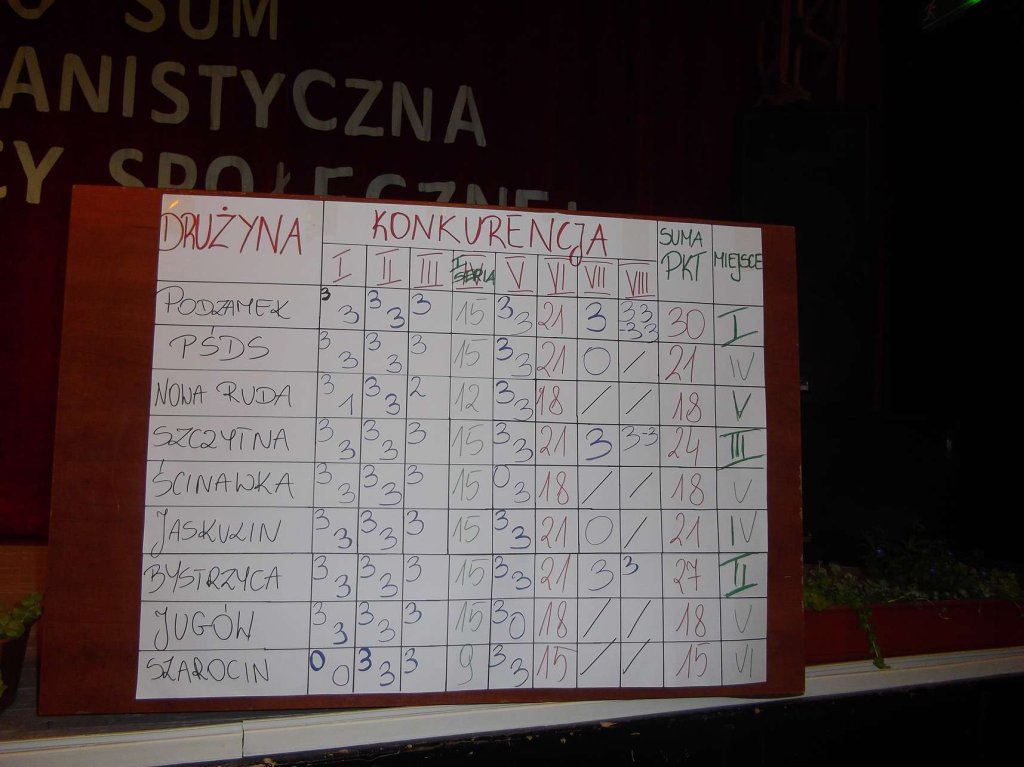 O SUM
ANISTYCZNA
CY SPOŁECZNEJ
DRUŻYNA KONKURENCJA SUMA PKT MIEJSCE
I II III I SERIA V VI VII VIII
PODZAMEK 3 3 3 3 3 15 3 3 21 3 3 3 3 3 30 I
PŚDS 3 3 3 3 3 15 3 3 21 0 / 21 IV
NOWA RUDA 3 1 3 3 2 12 3 3 18 / / 18 V
SZCZYTNA 3 3 3 3 3 15 3 3 21 3 3-3 24 III
ŚCINAWKA 3 3 3 3 3 15 0 3 18 / / 18 V
JASKULIN 3 3 3 3 3 15 3 3 21 0 / 21 IV
BYSTRZYCA 3 3 3 3 3 15 3 3 21 3 3 27 II
JUGÓW 3 3 3 3 3 15 3 0 18 / / 18 V
SZAROCIN 0 0 3 3 3 9 3 3 15 / / 15 VI